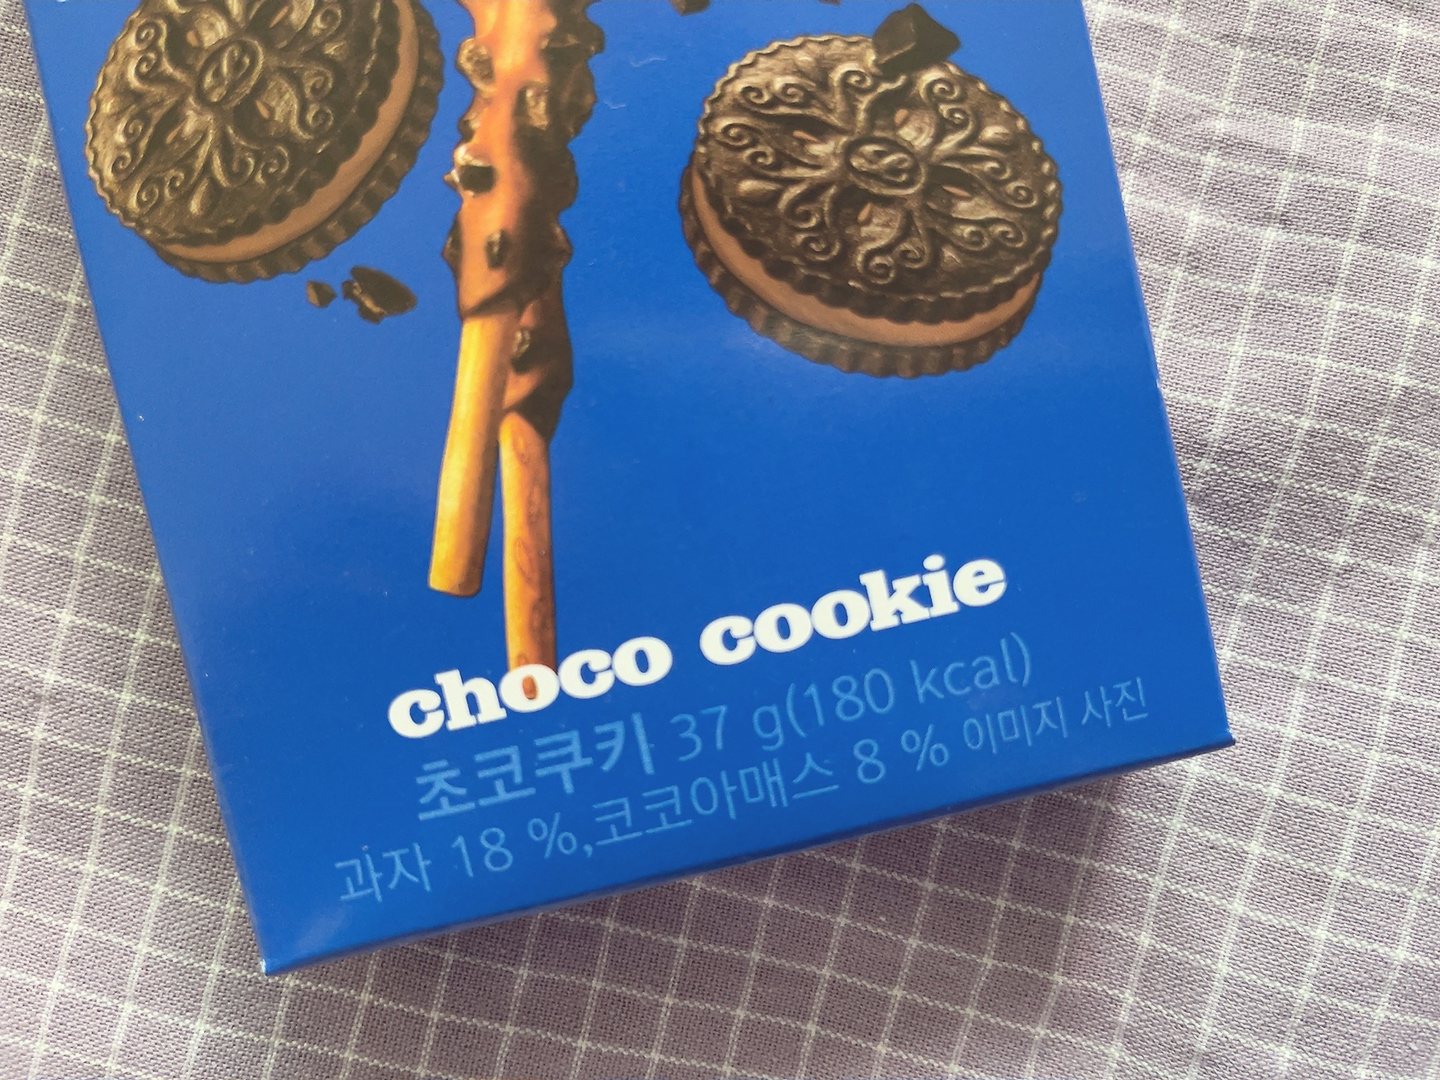 choco cookie
초코쿠키 37 g(180 kcal)
과자 18 %,코코아매스 8 % 이미지 사진